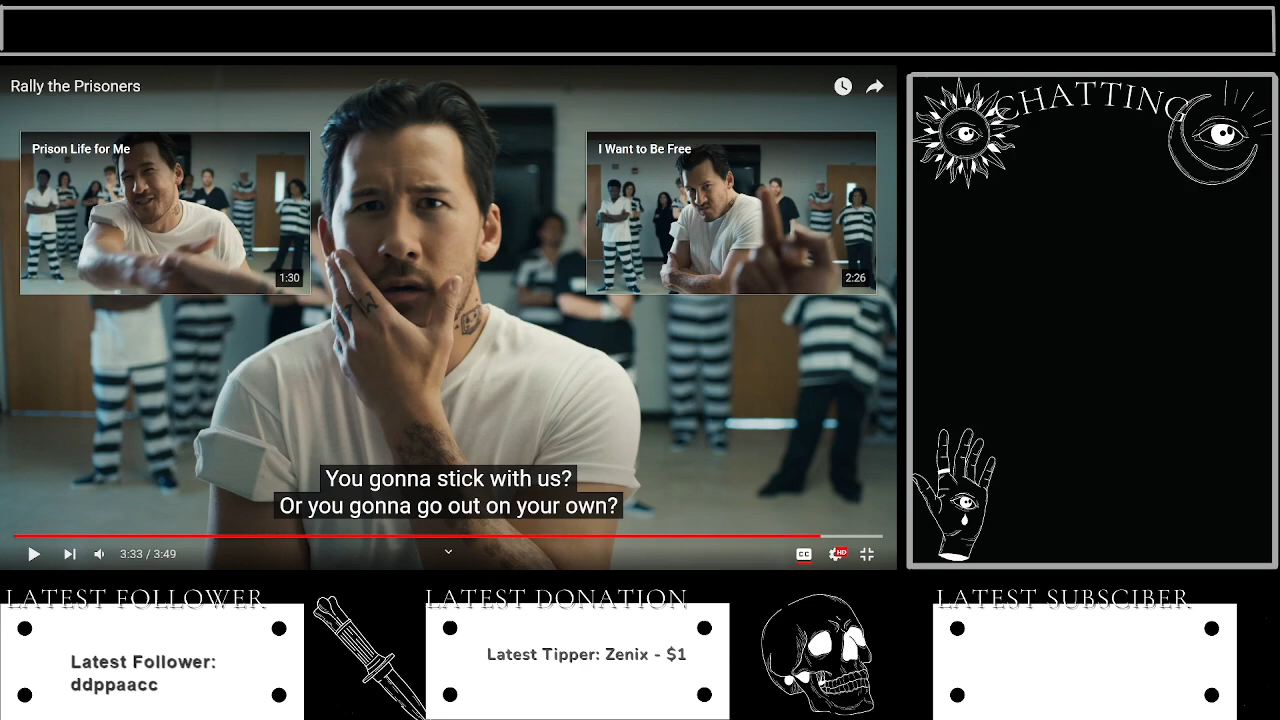 Rally the Prisoners
CHATTING
Prison Life for Me
I Want to Be Free
1:30
2:26
You gonna stick with us?
Or you gonna go out on your own?
3:33 / 3:49
CC
HD
LATEST FOLLOWER
LATEST DONATION
LATEST SUBSCIBER
Latest Follower:
ddppaacc
Latest Tipper: Zenix - $1